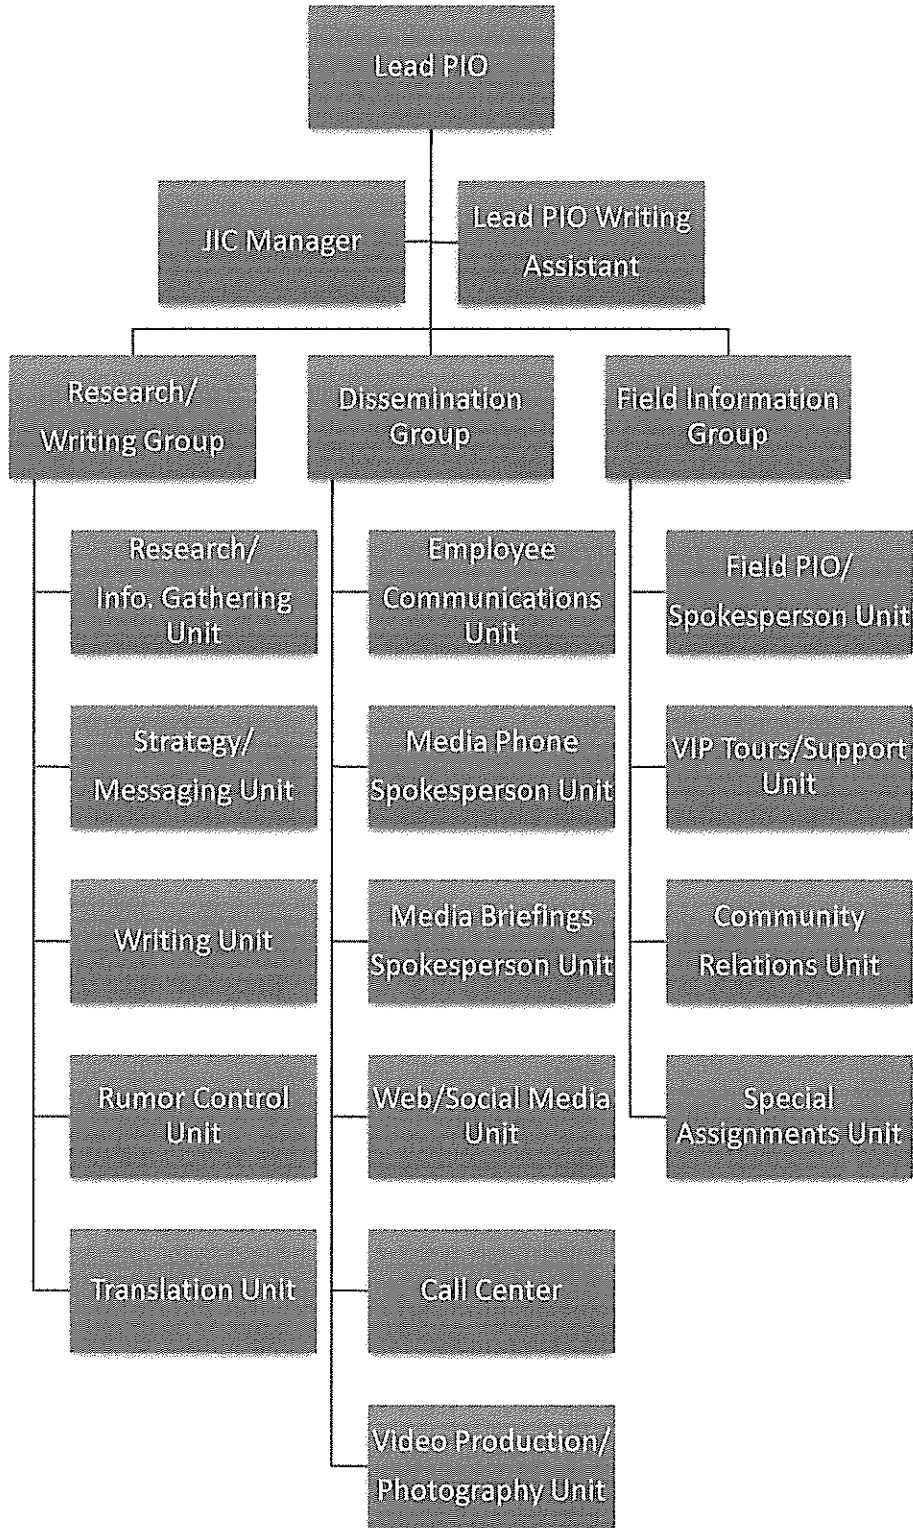 Lead PIO
JIC Manager
Lead PIO Writing
Assistant
Research/
Writing Group
Dissemination
Group
Field Information
Group
Research/
Info. Gathering
Unit
Strategy/
Messaging Unit
Writing Unit
Rumor Control
Unit
Translation Unit
Employee
Communications
Unit
Media Phone
Spokesperson Unit
Media Briefings
Spokesperson Unit
Web/Social Media
Unit
Call Center
Video Production/
Photography Unit
Field PIO/
Spokesperson Unit
VIP Tours/Support
Unit
Community
Relations Unit
Special
Assignments Unit